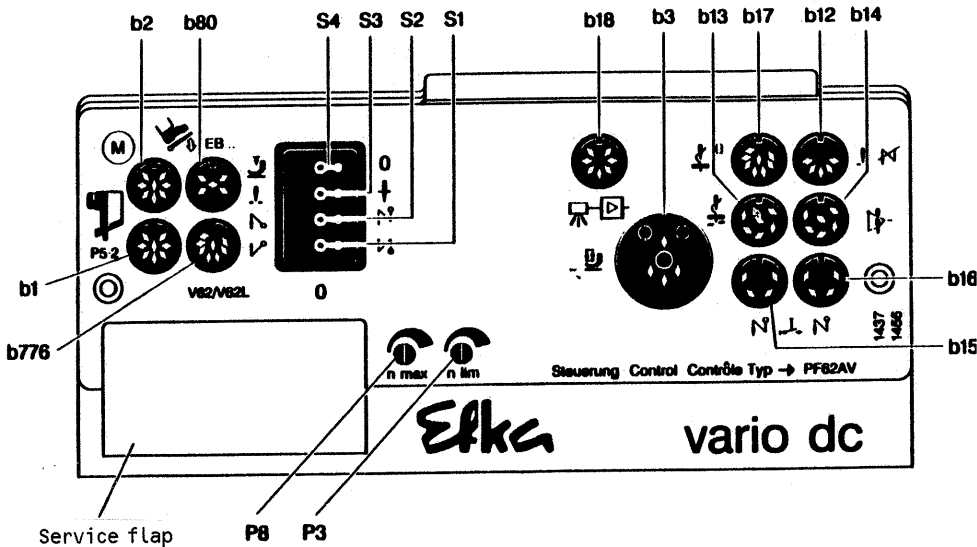 b2 b80 S4 S3 S2 S1 b18 b3 b13 b17 b12 b14
M EB..
0
P5·2
b1
V62/V62L 0
b16
b776
1437
1456
b15
n max n lim
Steuerung Control Contrôle Typ → PF62AV
Efka vario dc
Service flap P8 P3